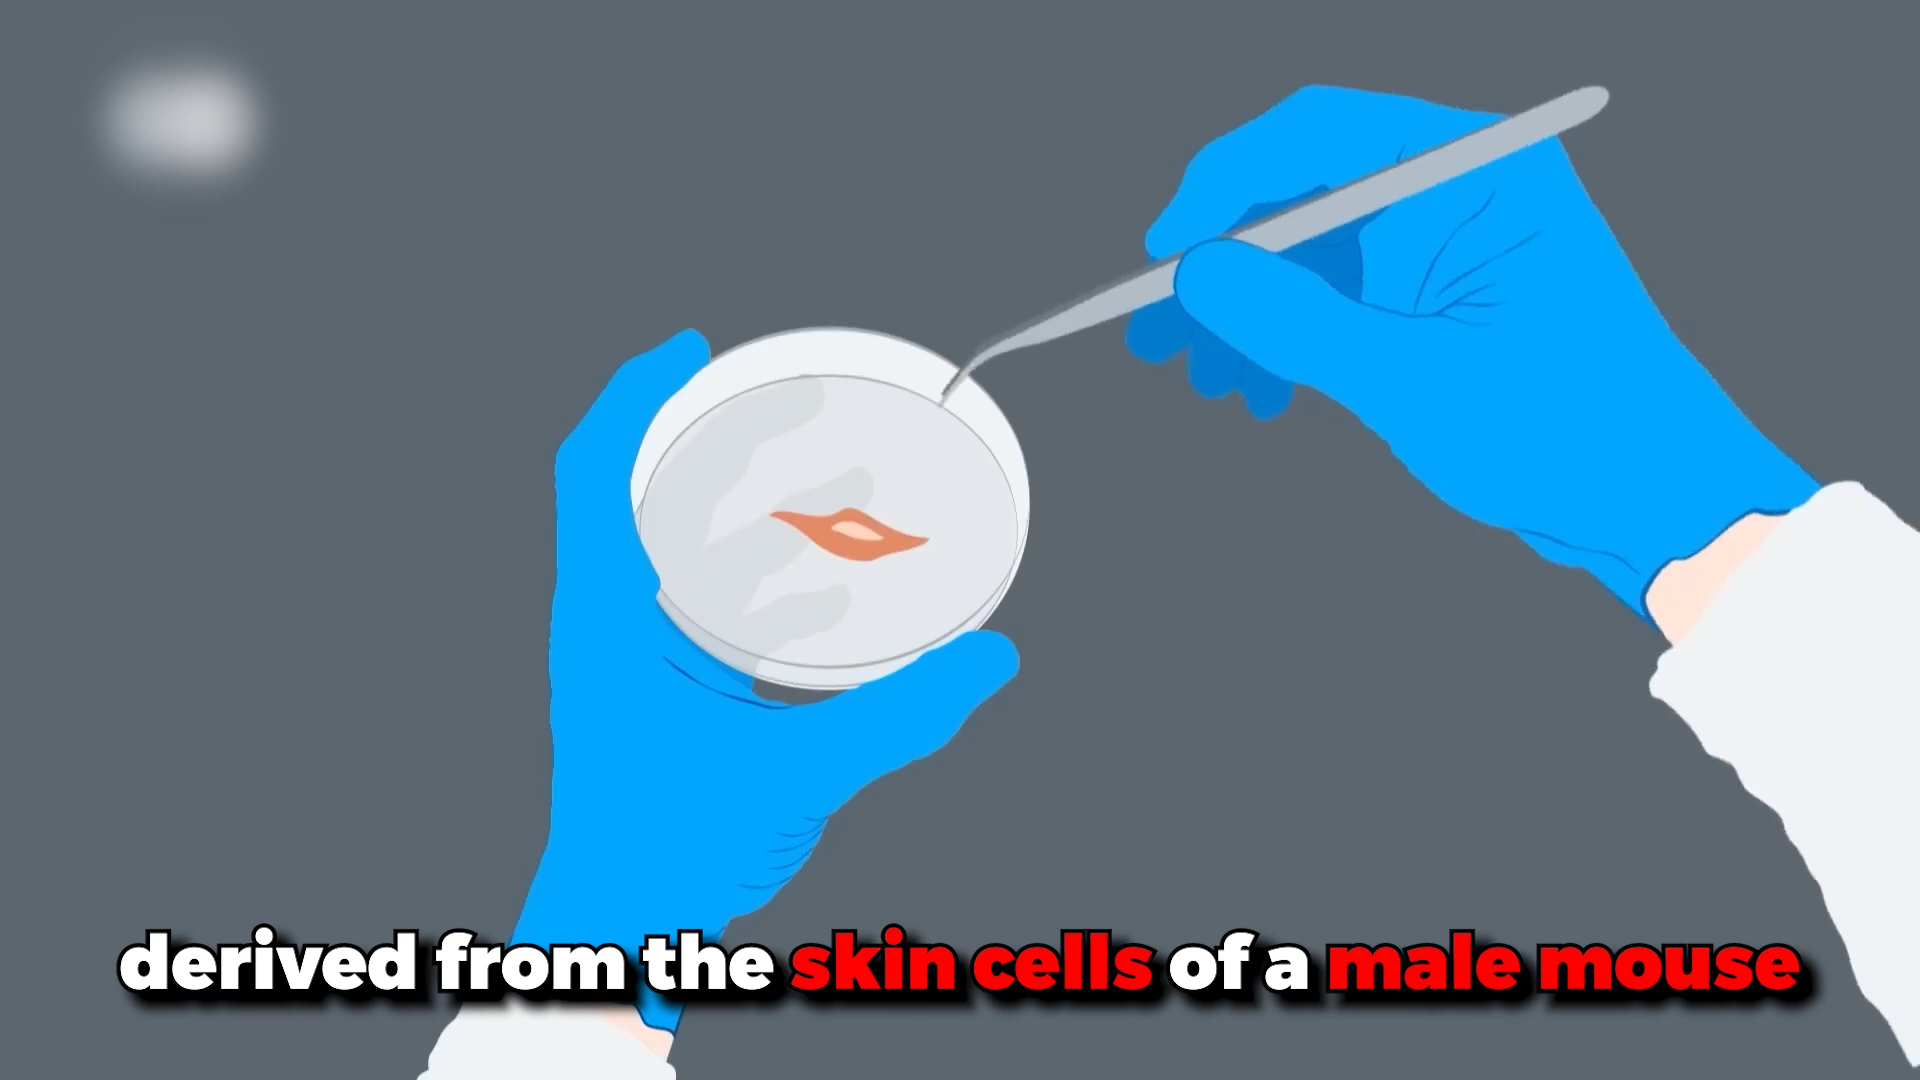 derived from the skin cells of a male mouse